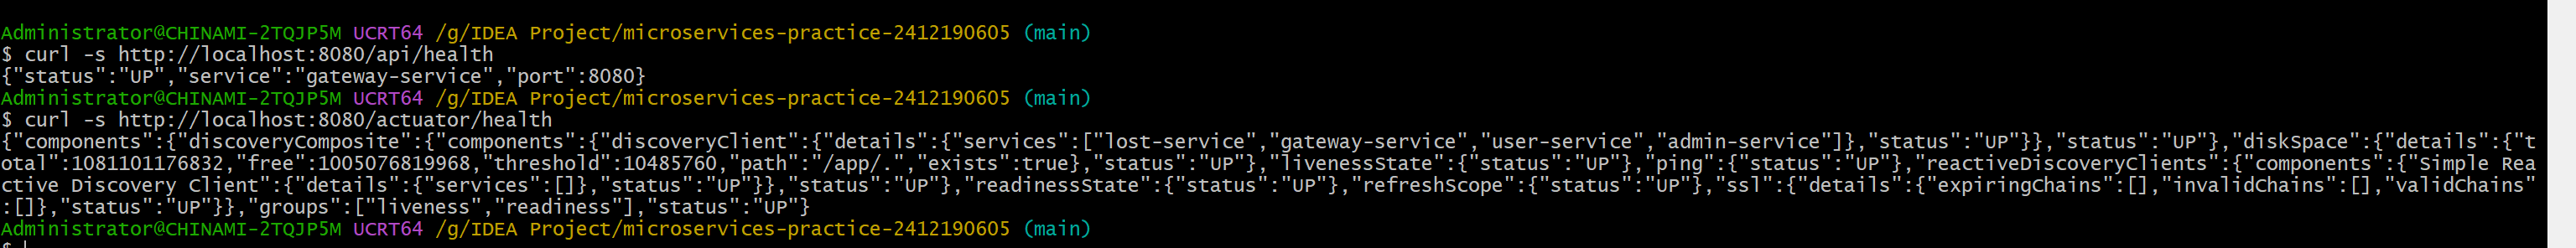 Administrator@CHINAMI-2TQJP5M UCRT64 /g/IDEA Project/microservices-practice-2412190605 (main)
$ curl -s http://localhost:8080/api/health
{"status":"UP","service":"gateway-service","port":8080}
Administrator@CHINAMI-2TQJP5M UCRT64 /g/IDEA Project/microservices-practice-2412190605 (main)
$ curl -s http://localhost:8080/actuator/health
{"components":{"discoveryComposite":{"components":{"discoveryClient":{"details":{"services":["lost-service","gateway-service","user-service","admin-service"]},"status":"UP"}},"status":"UP"},"diskSpace":{"details":{"t
otal":1081101176832,"free":1005076819968,"threshold":10485760,"path":"/app/.","exists":true},"status":"UP"},"livenessState":{"status":"UP"},"ping":{"status":"UP"},"reactiveDiscoveryClients":{"components":{"Simple Rea
ctive Discovery Client":{"details":{"services":[]},"status":"UP"}},"status":"UP"},"readinessState":{"status":"UP"},"refreshScope":{"status":"UP"},"ssl":{"details":{"expiringChains":[],"invalidChains":[],"validChains"
:[]},"status":"UP"}},"groups":["liveness","readiness"],"status":"UP"}
Administrator@CHINAMI-2TQJP5M UCRT64 /g/IDEA Project/microservices-practice-2412190605 (main)
$